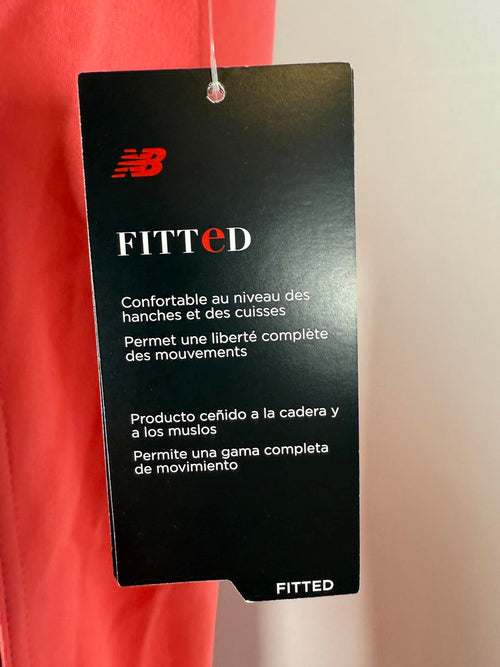 NB
FITTeD
Confortable au niveau des
hanches et des cuisses
Permet une liberté complète
des mouvements
Producto ceñido a la cadera y
a los muslos
Permite una gama completa
de movimiento
FITTED